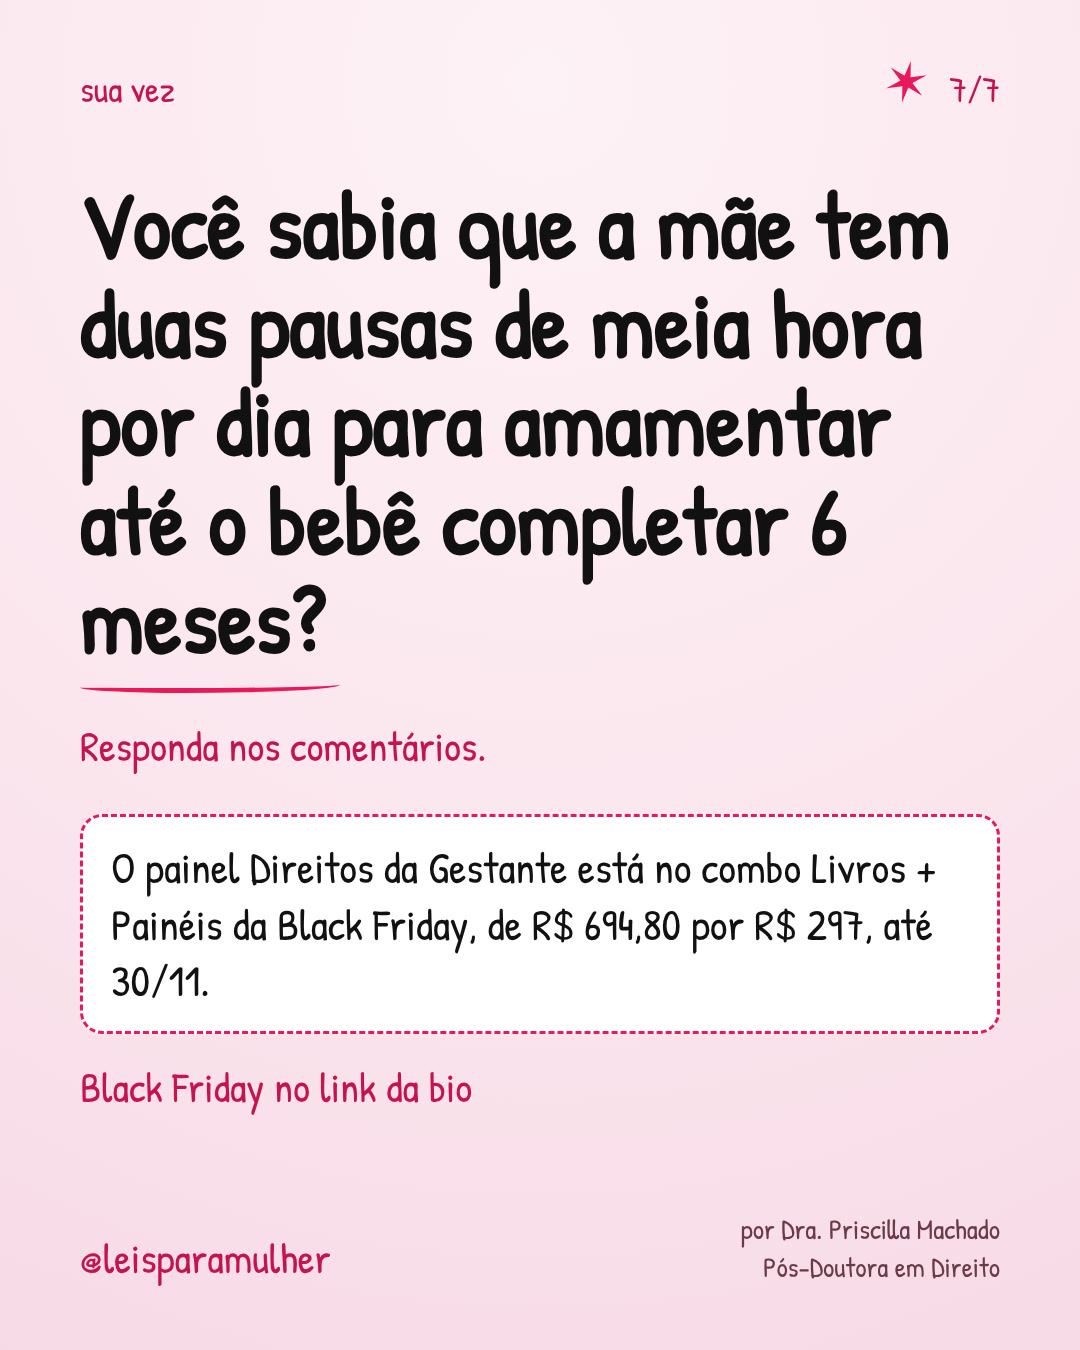 sua vez
7/7
Você sabia que a mãe tem
duas pausas de meia hora
por dia para amamentar
até o bebê completar 6
meses?
Responda nos comentários.
O painel Direitos da Gestante está no combo Livros +
Painéis da Black Friday, de R$ 694,80 por R$ 297, até
30/11.
Black Friday no link da bio
@leisparamulher
por Dra. Priscilla Machado
Pós-Doutora em Direito